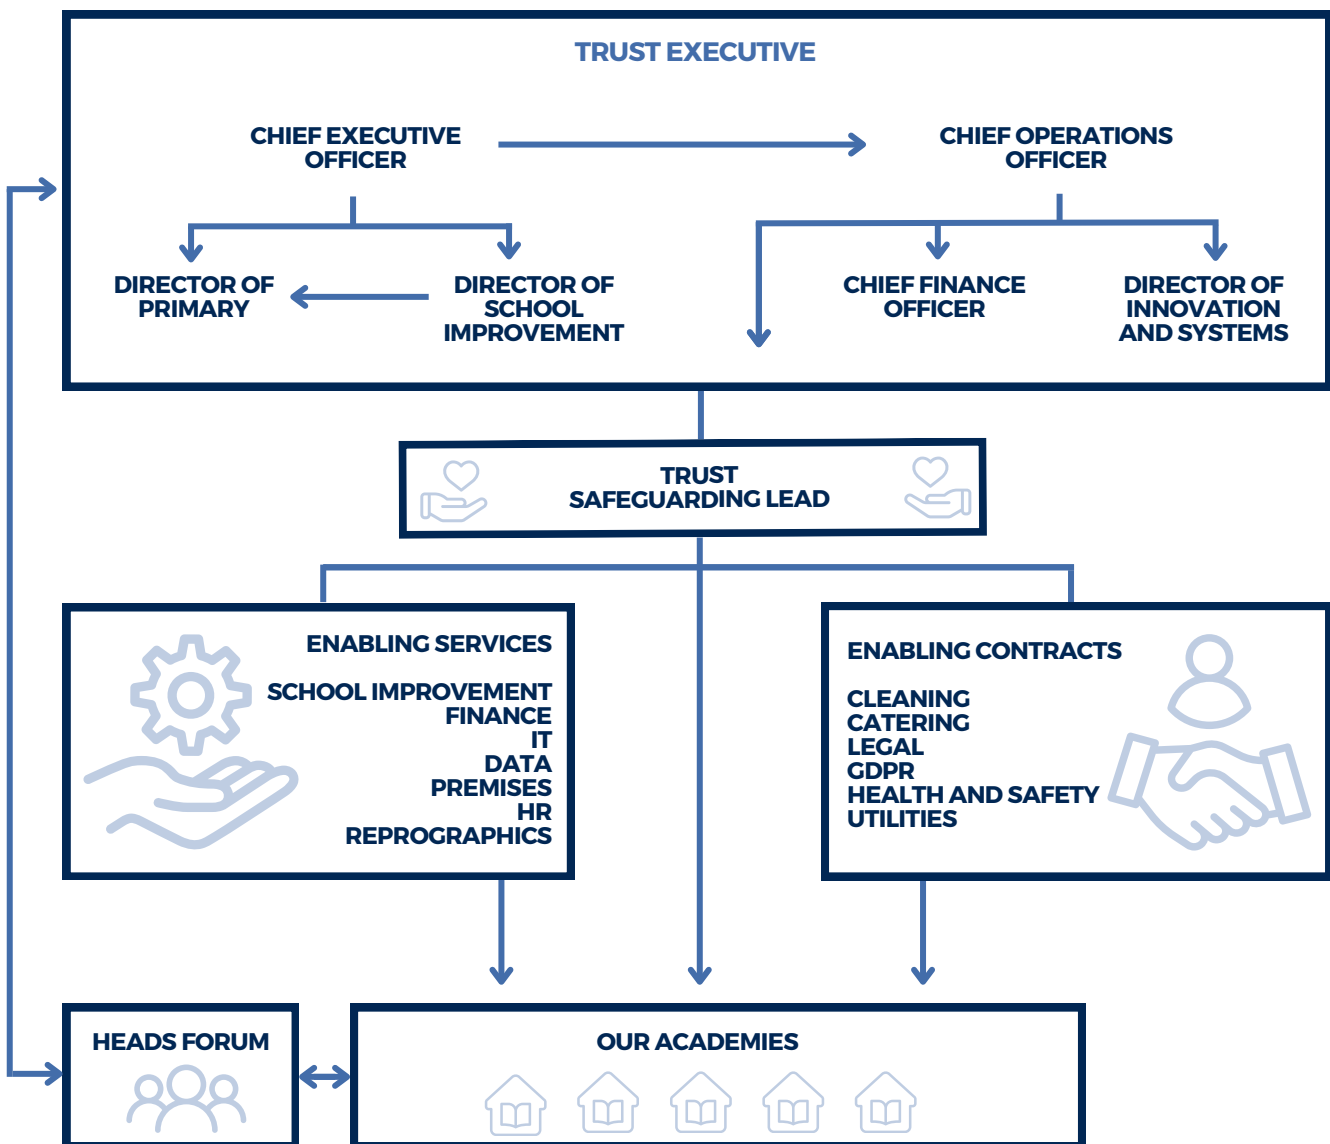 TRUST EXECUTIVE
CHIEF EXECUTIVE
OFFICER
CHIEF OPERATIONS
OFFICER
DIRECTOR OF
PRIMARY
DIRECTOR OF
SCHOOL
IMPROVEMENT
CHIEF FINANCE
OFFICER
DIRECTOR OF
INNOVATION
AND SYSTEMS
TRUST
SAFEGUARDING LEAD
ENABLING SERVICES
SCHOOL IMPROVEMENT
FINANCE
IT
DATA
PREMISES
HR
REPROGRAPHICS
ENABLING CONTRACTS
CLEANING
CATERING
LEGAL
GDPR
HEALTH AND SAFETY
UTILITIES
HEADS FORUM
OUR ACADEMIES